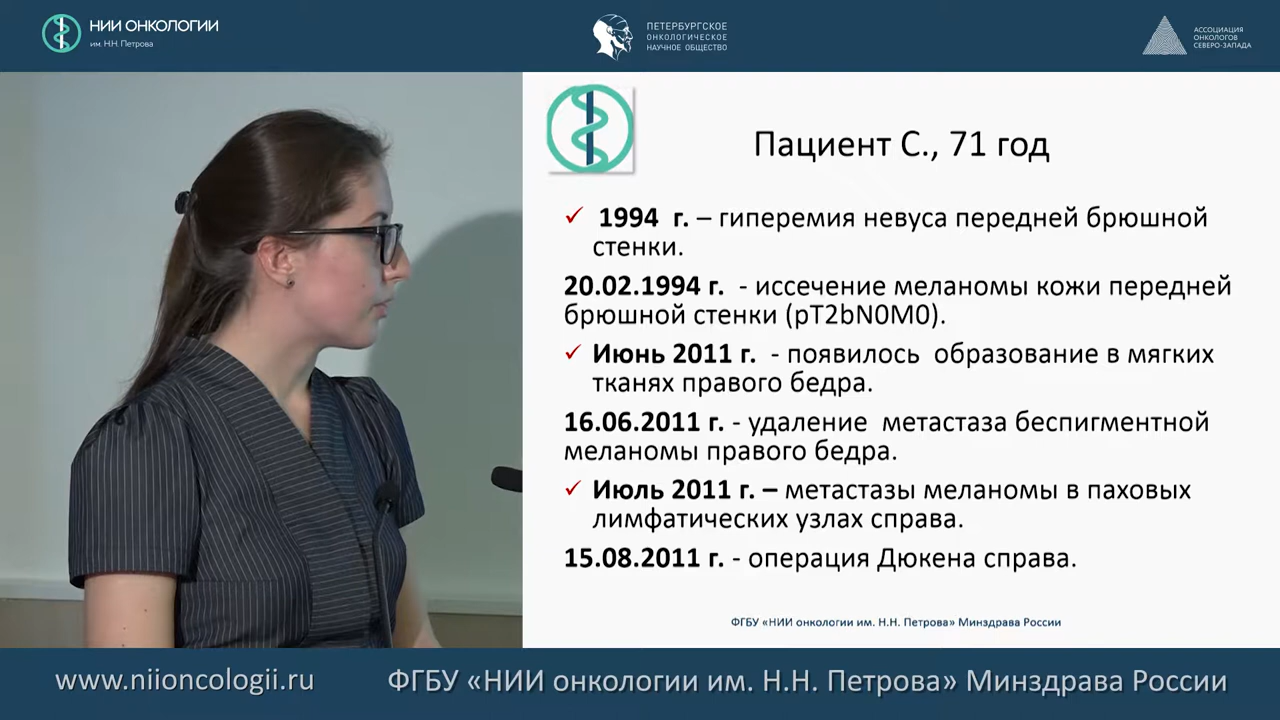 НИИ ОНКОЛОГИИ
им. Н.Н. Петрова
ПЕТЕРБУРГСКОЕ
ОНКОЛОГИЧЕСКОЕ
НАУЧНОЕ ОБЩЕСТВО
АССОЦИАЦИЯ
ОНКОЛОГОВ
СЕВЕРО-ЗАПАДА
Пациент С., 71 год
✓ 1994 г. – гиперемия невуса передней брюшной
стенки.
20.02.1994 г. - иссечение меланомы кожи передней
брюшной стенки (pT2bN0M0).
✓ Июнь 2011 г. - появилось образование в мягких
тканях правого бедра.
16.06.2011 г. - удаление метастаза беспигментной
меланомы правого бедра.
✓ Июль 2011 г. – метастазы меланомы в паховых
лимфатических узлах справа.
15.08.2011 г. - операция Дюкена справа.
ФГБУ «НИИ онкологии им. Н.Н. Петрова» Минздрава России
www.niioncologii.ru
ФГБУ «НИИ онкологии им. Н.Н. Петрова» Минздрава России